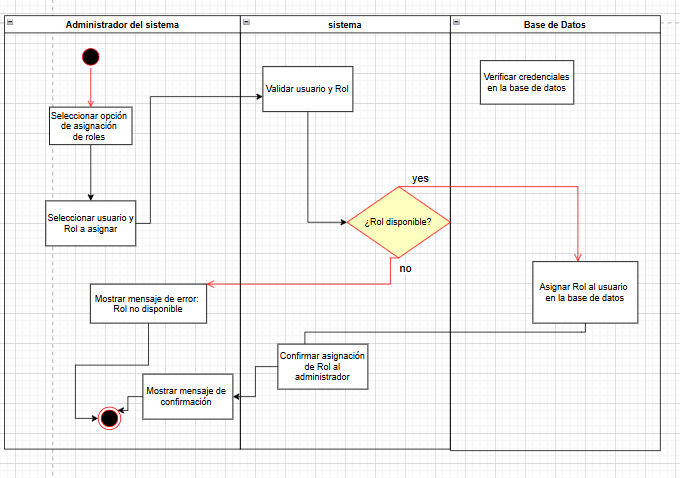 Administrador del sistema
sistema
Base de Datos
Seleccionar opción
de asignación
de roles
Validar usuario y Rol
Verificar credenciales
en la base de datos
Seleccionar usuario y
Rol a asignar
yes
¿Rol disponible?
no
Asignar Rol al usuario
en la base de datos
Mostrar mensaje de error:
Rol no disponible
Confirmar asignación
de Rol al
administrador
Mostrar mensaje de
confirmación